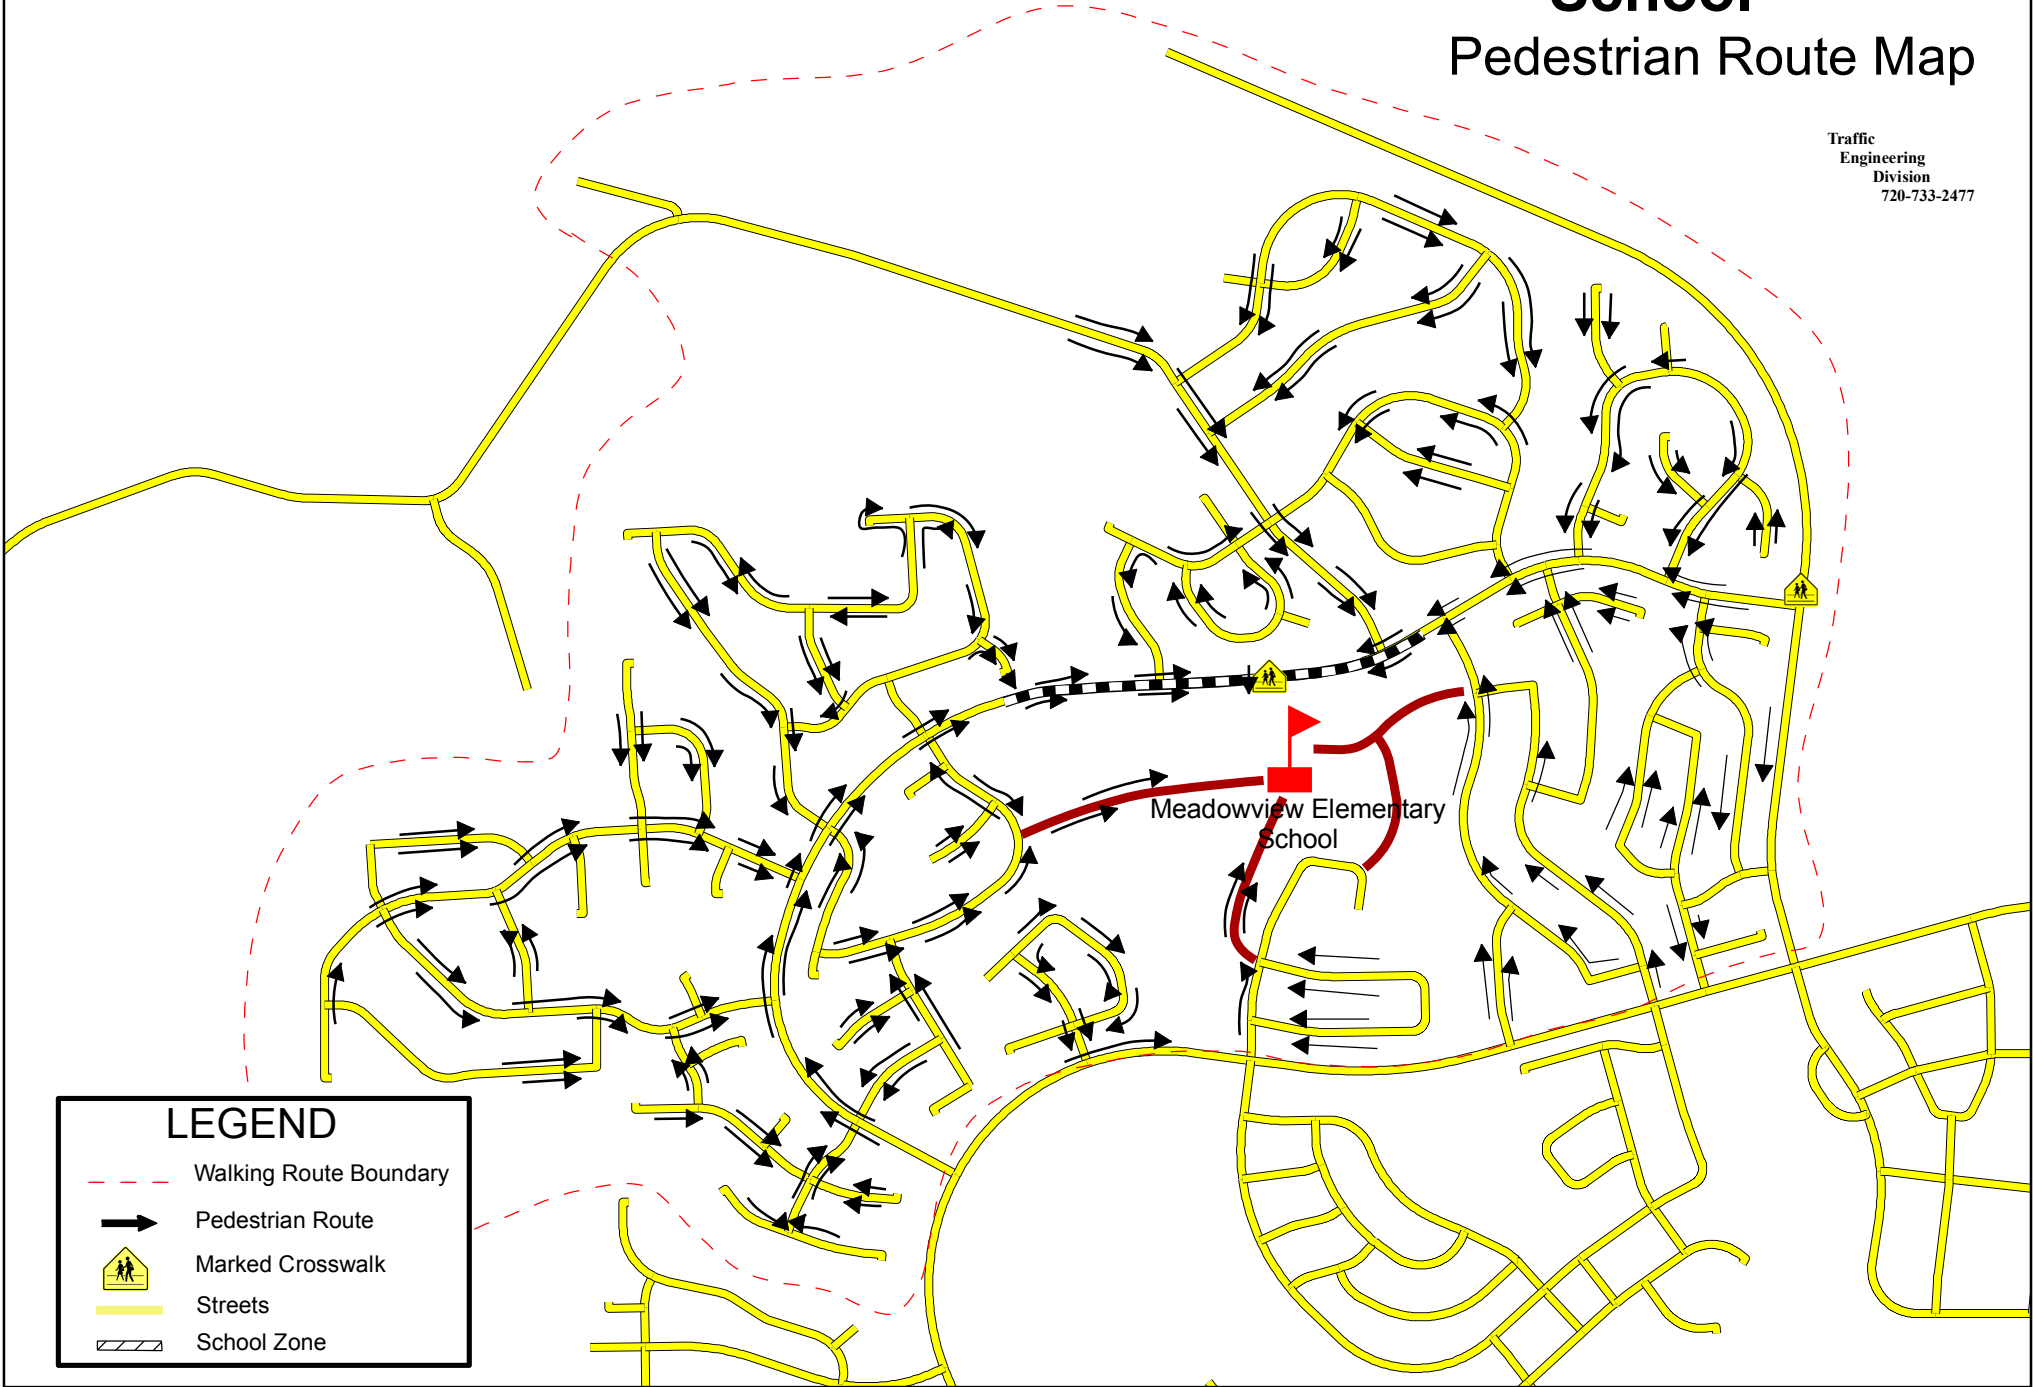 School
Pedestrian Route Map
Traffic
Engineering
Division
720-733-2477
Meadowview Elementary
School
LEGEND
Walking Route Boundary
Pedestrian Route
Marked Crosswalk
Streets
School Zone